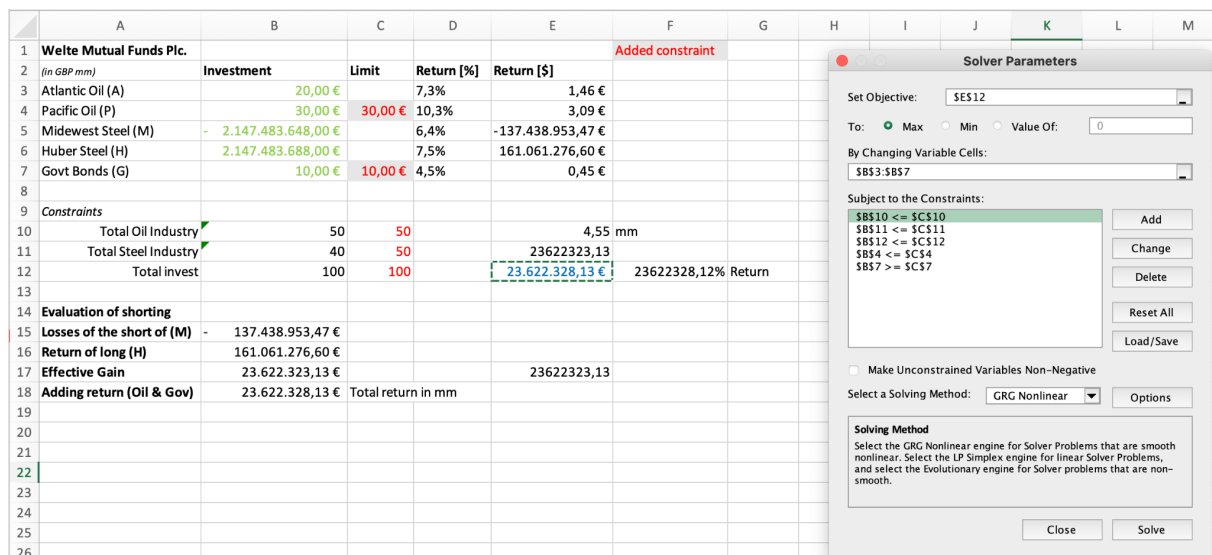 A B C D E F G H I J K L M
1 Welte Mutual Funds Plc. Added constraint
2 (in GBP mm) Investment Limit Return [%] Return [$]
3 Atlantic Oil (A) 20,00 € 7,3% 1,46 €
4 Pacific Oil (P) 30,00 € 30,00 € 10,3% 3,09 €
5 Midewest Steel (M) - 2.147.483.648,00 € 6,4% -137.438.953,47 €
6 Huber Steel (H) 2.147.483.688,00 € 7,5% 161.061.276,60 €
7 Govt Bonds (G) 10,00 € 10,00 € 4,5% 0,45 €
8
9 Constraints
10 Total Oil Industry 50 50 4,55 mm
11 Total Steel Industry 40 50 23622323,13
12 Total invest 100 100 23.622.328,13 € 23622328,12% Return
13
14 Evaluation of shorting
15 Losses of the short of (M) - 137.438.953,47 €
16 Return of long (H) 161.061.276,60 €
17 Effective Gain 23.622.323,13 € 23622323,13
18 Adding return (Oil & Gov) 23.622.328,13 € Total return in mm
19
20
21
22
23
24
25
26
Solver Parameters
Set Objective: $E$12
To: Max Min Value Of: 0
By Changing Variable Cells:
$B$3:$B$7
Subject to the Constraints:
$B$10 <= $C$10
$B$11 <= $C$11
$B$12 <= $C$12
$B$4 <= $C$4
$B$7 >= $C$7
Add
Change
Delete
Reset All
Load/Save
Make Unconstrained Variables Non-Negative
Select a Solving Method: GRG Nonlinear Options
Solving Method
Select the GRG Nonlinear engine for Solver Problems that are smooth
nonlinear. Select the LP Simplex engine for linear Solver Problems,
and select the Evolutionary engine for Solver problems that are non-
smooth.
Close Solve